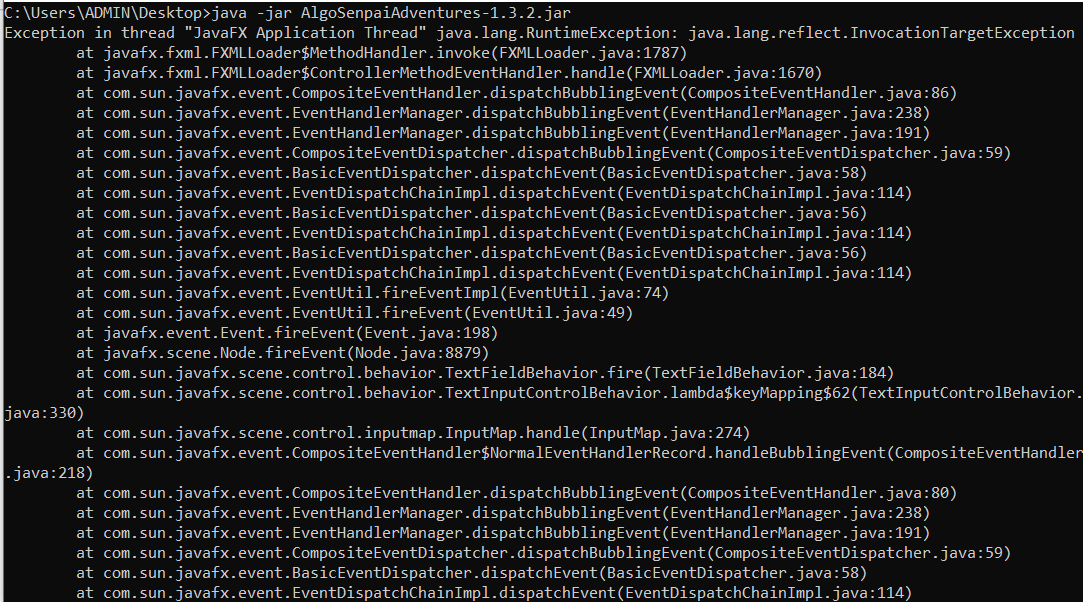 C:\Users\ADMIN\Desktop>java -jar AlgoSenpaiAdventures-1.3.2.jar
Exception in thread "JavaFX Application Thread" java.lang.RuntimeException: java.lang.reflect.InvocationTargetException
at javafx.fxml.FXMLLoader$MethodHandler.invoke(FXMLLoader.java:1787)
at javafx.fxml.FXMLLoader$ControllerMethodEventHandler.handle(FXMLLoader.java:1670)
at com.sun.javafx.event.CompositeEventHandler.dispatchBubblingEvent(CompositeEventHandler.java:86)
at com.sun.javafx.event.EventHandlerManager.dispatchBubblingEvent(EventHandlerManager.java:238)
at com.sun.javafx.event.EventHandlerManager.dispatchBubblingEvent(EventHandlerManager.java:191)
at com.sun.javafx.event.CompositeEventDispatcher.dispatchBubblingEvent(CompositeEventDispatcher.java:59)
at com.sun.javafx.event.BasicEventDispatcher.dispatchEvent(BasicEventDispatcher.java:58)
at com.sun.javafx.event.EventDispatchChainImpl.dispatchEvent(EventDispatchChainImpl.java:114)
at com.sun.javafx.event.BasicEventDispatcher.dispatchEvent(BasicEventDispatcher.java:56)
at com.sun.javafx.event.EventDispatchChainImpl.dispatchEvent(EventDispatchChainImpl.java:114)
at com.sun.javafx.event.BasicEventDispatcher.dispatchEvent(BasicEventDispatcher.java:56)
at com.sun.javafx.event.EventDispatchChainImpl.dispatchEvent(EventDispatchChainImpl.java:114)
at com.sun.javafx.event.EventUtil.fireEventImpl(EventUtil.java:74)
at com.sun.javafx.event.EventUtil.fireEvent(EventUtil.java:49)
at javafx.event.Event.fireEvent(Event.java:198)
at javafx.scene.Node.fireEvent(Node.java:8879)
at com.sun.javafx.scene.control.behavior.TextFieldBehavior.fire(TextFieldBehavior.java:184)
at com.sun.javafx.scene.control.behavior.TextInputControlBehavior.lambda$keyMapping$62(TextInputControlBehavior.
java:330)
at com.sun.javafx.scene.control.inputmap.InputMap.handle(InputMap.java:274)
at com.sun.javafx.event.CompositeEventHandler$NormalEventHandlerRecord.handleBubblingEvent(CompositeEventHandler
.java:218)
at com.sun.javafx.event.CompositeEventHandler.dispatchBubblingEvent(CompositeEventHandler.java:80)
at com.sun.javafx.event.EventHandlerManager.dispatchBubblingEvent(EventHandlerManager.java:238)
at com.sun.javafx.event.EventHandlerManager.dispatchBubblingEvent(EventHandlerManager.java:191)
at com.sun.javafx.event.CompositeEventDispatcher.dispatchBubblingEvent(CompositeEventDispatcher.java:59)
at com.sun.javafx.event.BasicEventDispatcher.dispatchEvent(BasicEventDispatcher.java:58)
at com.sun.javafx.event.EventDispatchChainImpl.dispatchEvent(EventDispatchChainImpl.java:114)